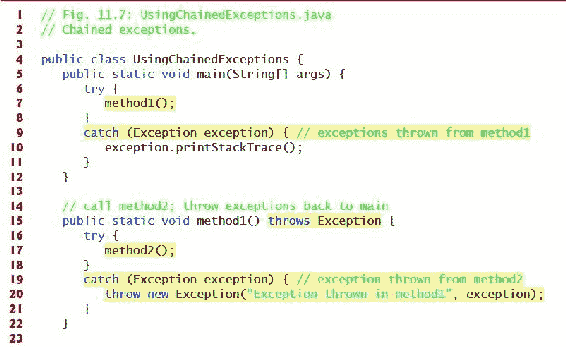 1 // Fig. 11.7: UsingChainedExceptions.java
2 // Chained exceptions.
3
4 public class UsingChainedExceptions {
5 public static void main(String[] args) {
6 try {
7 method1();
8 }
9 catch (Exception exception) { // exceptions thrown from method1
10 exception.printStackTrace();
11 }
12 }
13
14 // call method2; throw exceptions back to main
15 public static void method1() throws Exception {
16 try {
17 method2();
18 }
19 catch (Exception exception) { // exception thrown from method2
20 throw new Exception("Exception thrown in method1", exception);
21 }
22 }
23